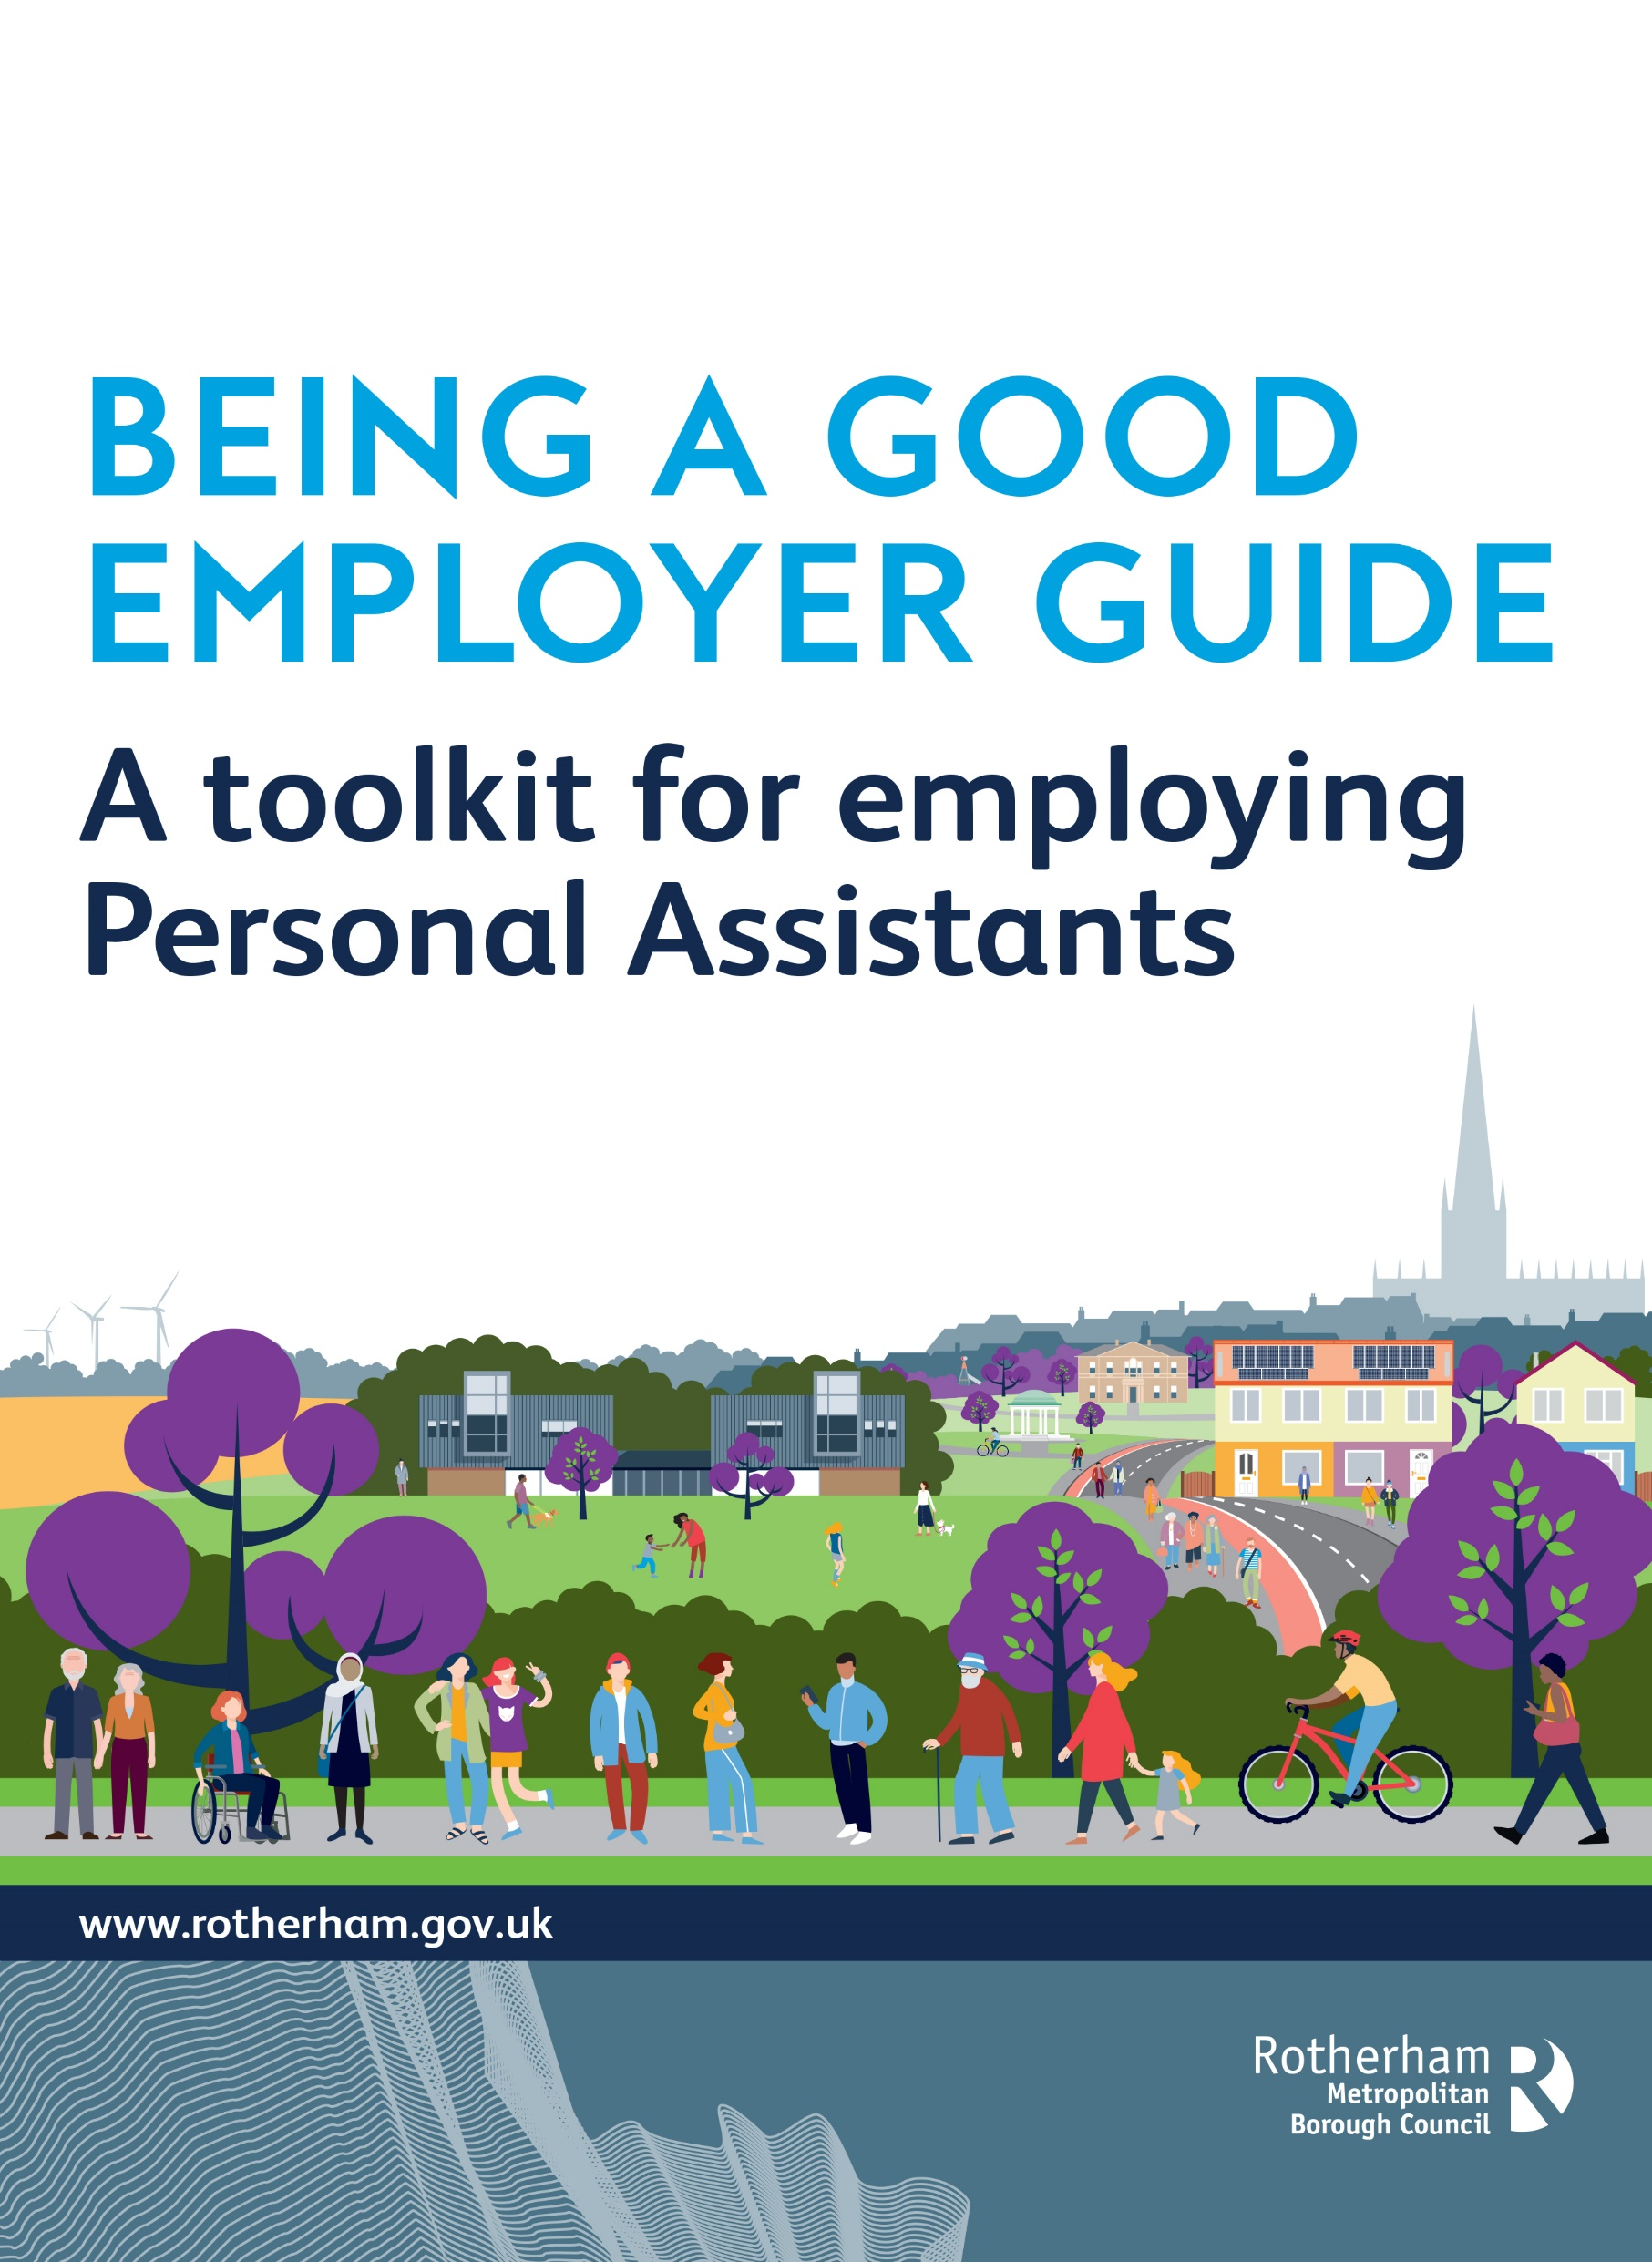 BEING A GOOD
EMPLOYER GUIDE
A toolkit for employing
Personal Assistants
www.rotherham.gov.uk
Rotherham
Metropolitan
Borough Council